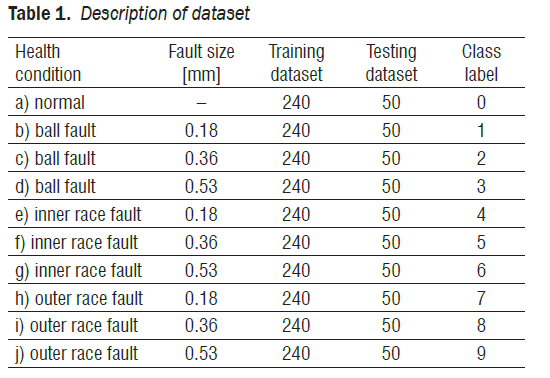 Table 1. Description of dataset
Health condition Fault size [mm] Training dataset Testing dataset Class label
a) normal – 240 50 0
b) ball fault 0.18 240 50 1
c) ball fault 0.36 240 50 2
d) ball fault 0.53 240 50 3
e) inner race fault 0.18 240 50 4
f) inner race fault 0.36 240 50 5
g) inner race fault 0.53 240 50 6
h) outer race fault 0.18 240 50 7
i) outer race fault 0.36 240 50 8
j) outer race fault 0.53 240 50 9